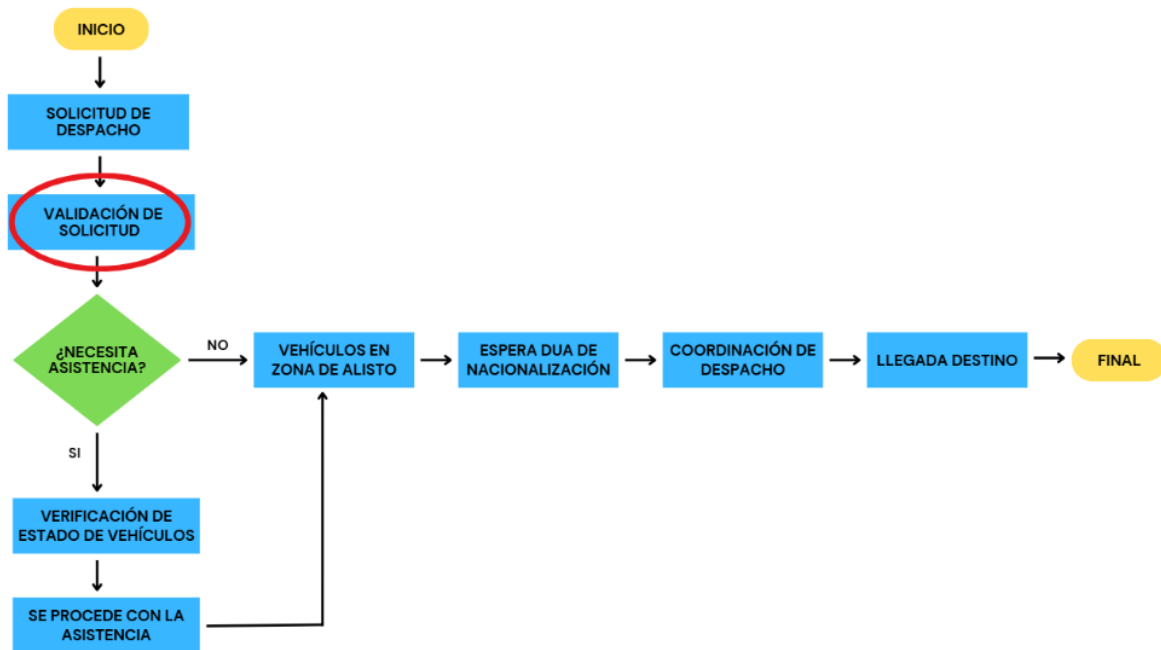 INICIO
SOLICITUD DE
DESPACHO
VALIDACIÓN DE
SOLICITUD
¿NECESITA
ASISTENCIA?
NO
VEHÍCULOS EN
ZONA DE ALISTO
ESPERA DUA DE
NACIONALIZACIÓN
COORDINACIÓN DE
DESPACHO
LLEGADA DESTINO
FINAL
SI
VERIFICACIÓN DE
ESTADO DE VEHÍCULOS
SE PROCEDE CON LA
ASISTENCIA